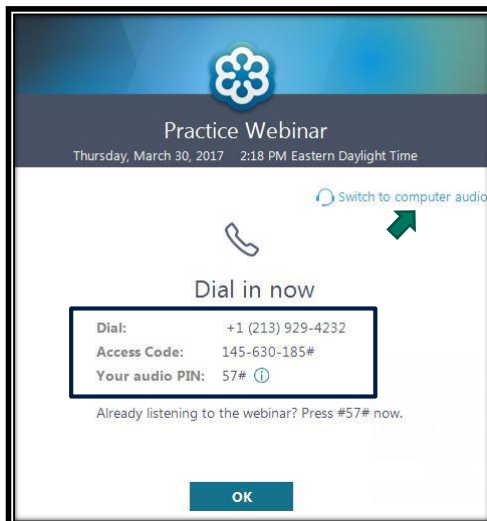 Practice Webinar
Thursday, March 30, 2017 2:18 PM Eastern Daylight Time
Switch to computer audio
Dial in now
Dial: +1 (213) 929-4232
Access Code: 145-630-185#
Your audio PIN: 57# ⓘ
Already listening to the webinar? Press #57# now.
OK